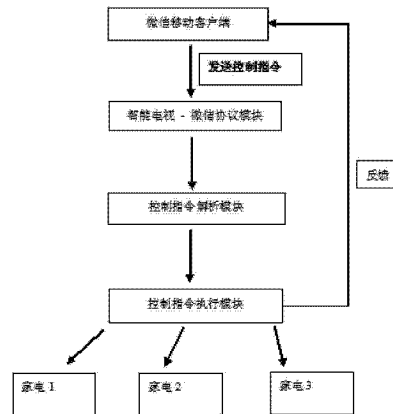 微信移动客户端
发送控制指令
智能电视 - 微信协议模块
反馈
控制指令解析模块
控制指令执行模块
家电1
家电2
家电3